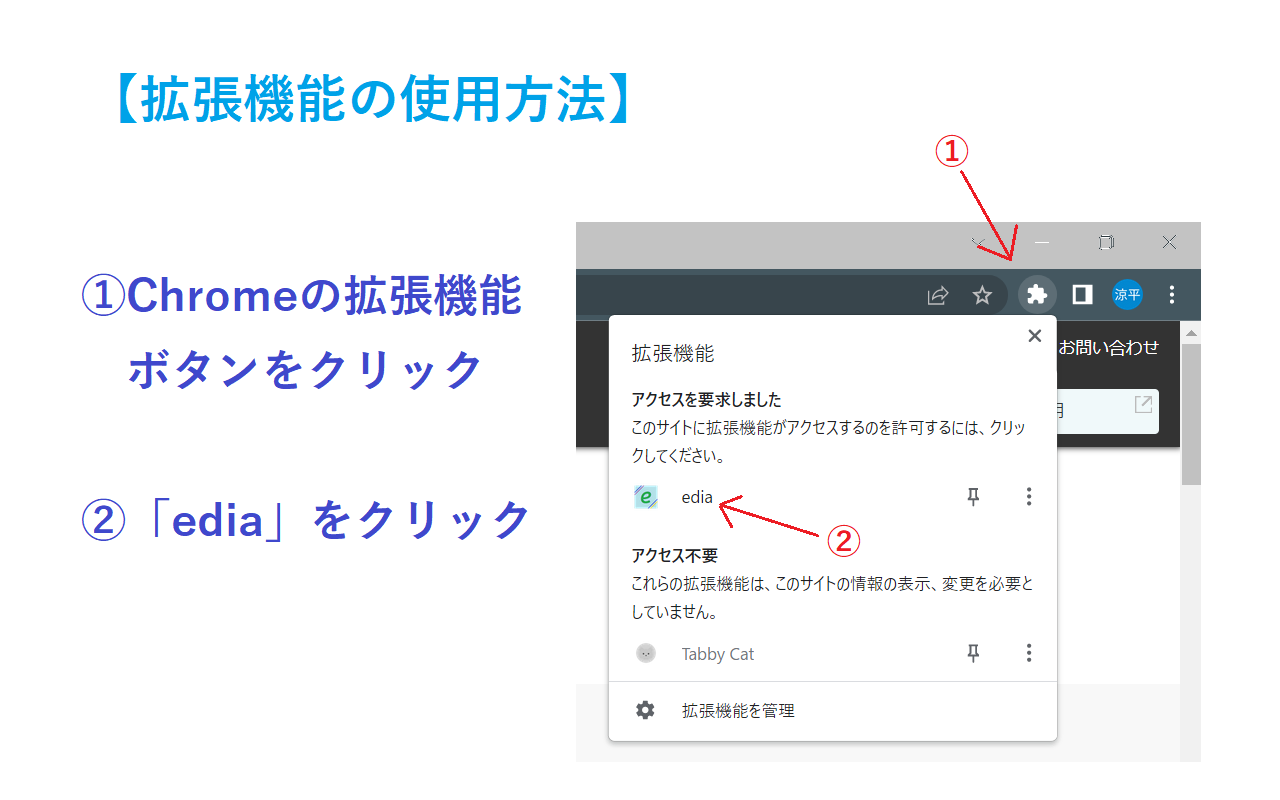 【拡張機能の使用方法】
①
①Chromeの拡張機能
ボタンをクリック
②「edia」をクリック
涼平
お問い合わせ
用
拡張機能
アクセスを要求しました
このサイトに拡張機能がアクセスするのを許可するには、クリッ
クしてください。
e
edia
②
アクセス不要
これらの拡張機能は、このサイトの情報の表示、変更を必要と
していません。
Tabby Cat
拡張機能を管理